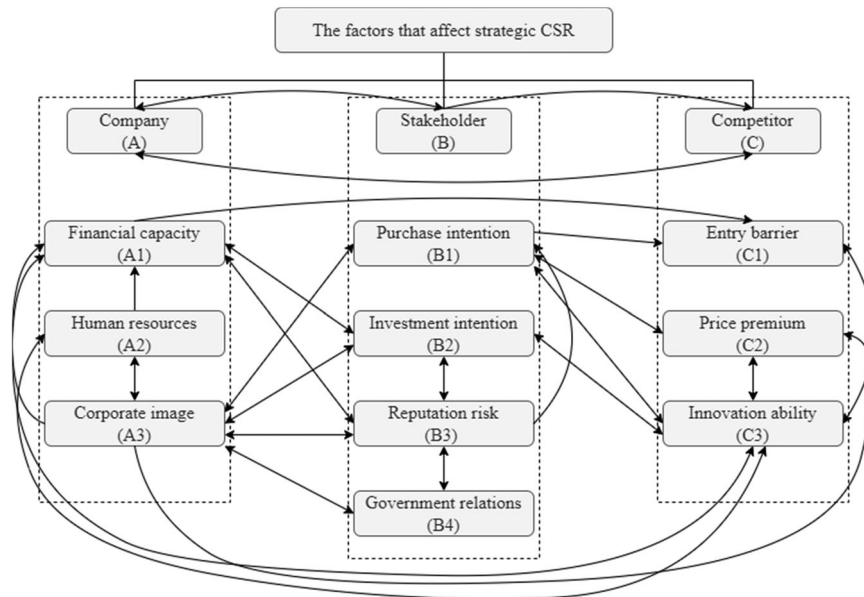 The factors that affect strategic CSR
Company
(A)
Stakeholder
(B)
Competitor
(C)
Financial capacity
(A1)
Purchase intention
(B1)
Entry barrier
(C1)
Human resources
(A2)
Investment intention
(B2)
Price premium
(C2)
Corporate image
(A3)
Reputation risk
(B3)
Innovation ability
(C3)
Government relations
(B4)